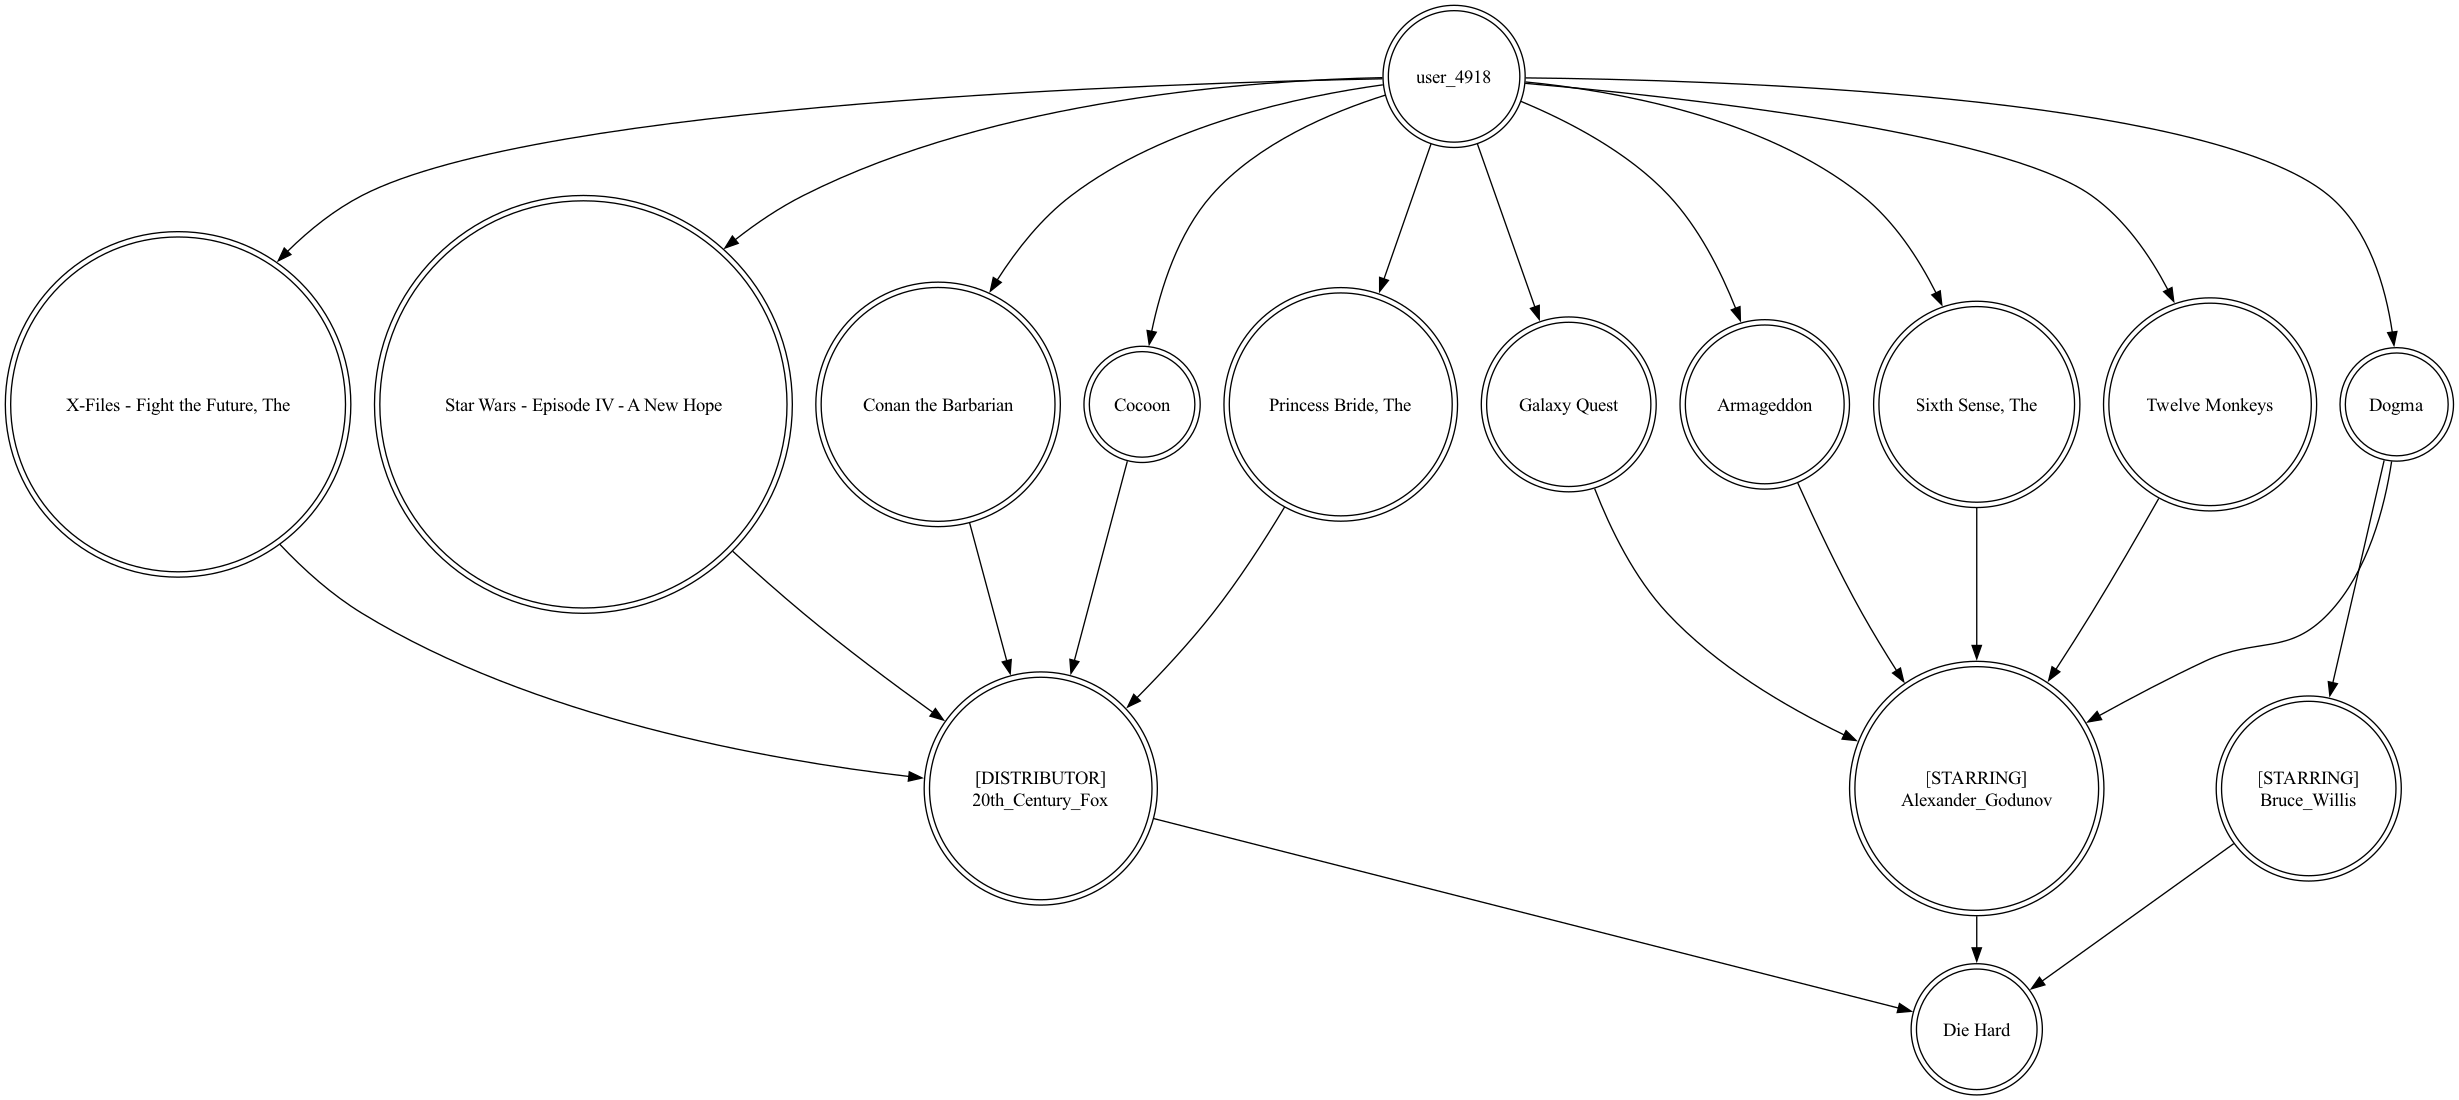 user_4918
X-Files - Fight the Future, The
Star Wars - Episode IV - A New Hope
Conan the Barbarian
Cocoon
Princess Bride, The
Galaxy Quest
Armageddon
Sixth Sense, The
Twelve Monkeys
Dogma
[DISTRIBUTOR]
20th_Century_Fox
[STARRING]
Alexander_Godunov
[STARRING]
Bruce_Willis
Die Hard